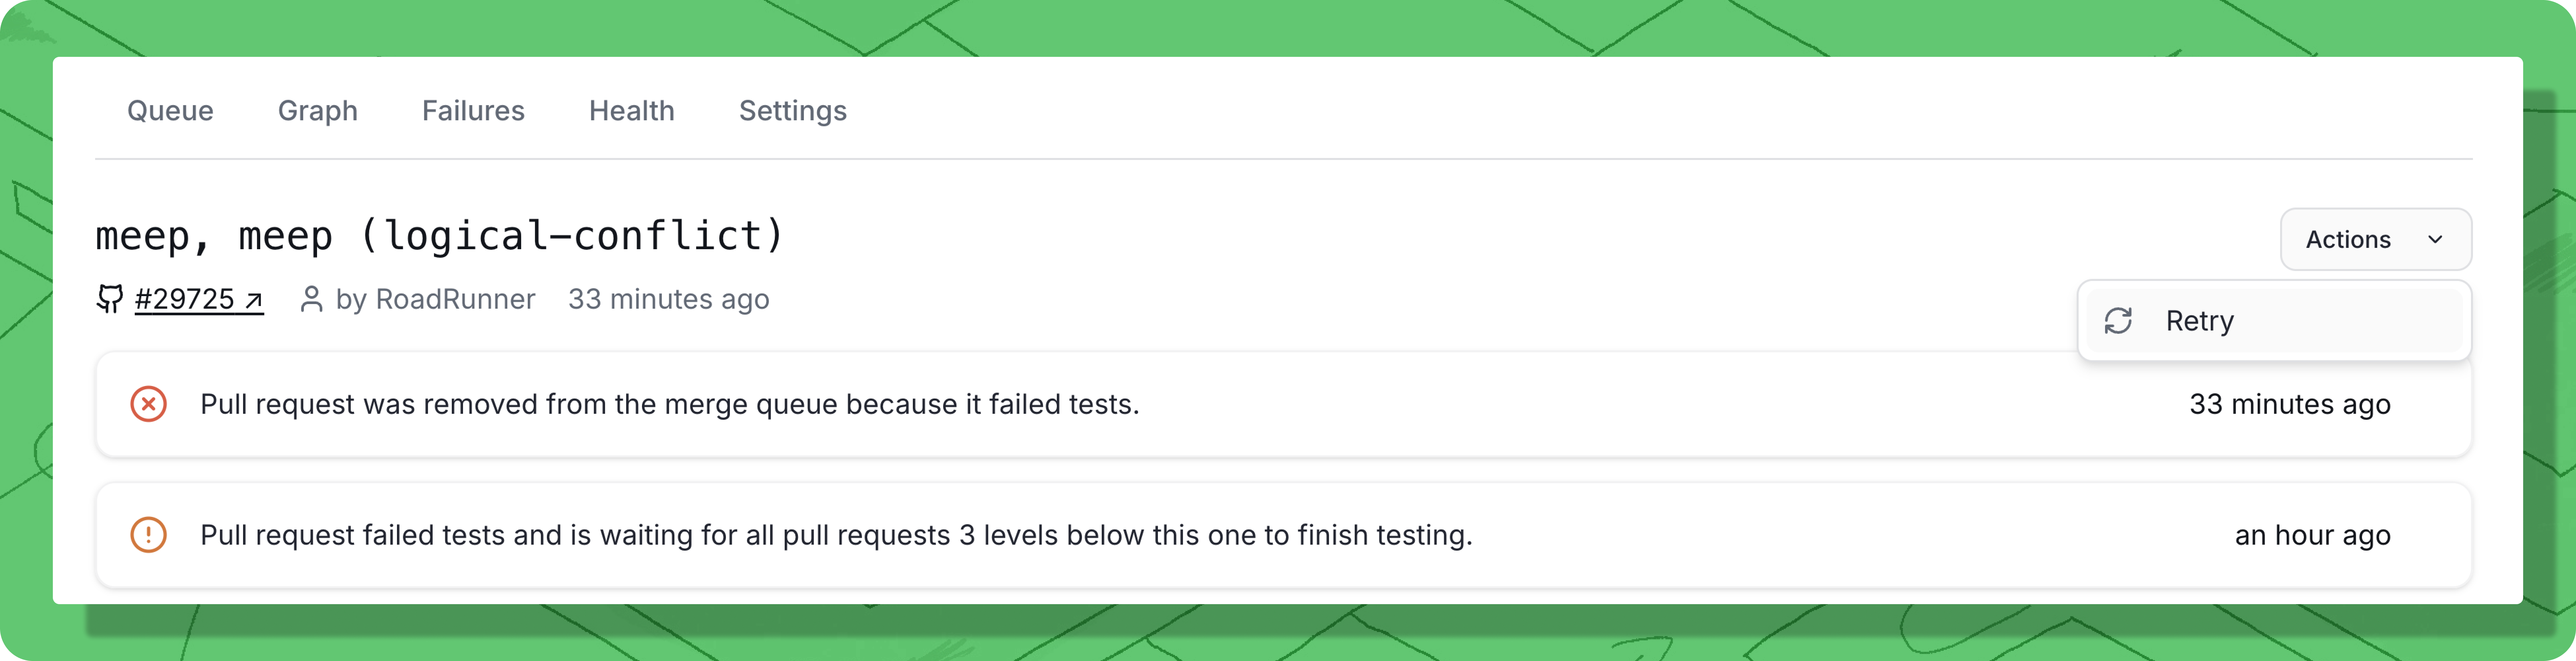 Queue Graph Failures Health Settings
meep, meep (logical-conflict)
Actions
#29725 ↗ by RoadRunner 33 minutes ago
Retry
Pull request was removed from the merge queue because it failed tests. 33 minutes ago
Pull request failed tests and is waiting for all pull requests 3 levels below this one to finish testing. an hour ago